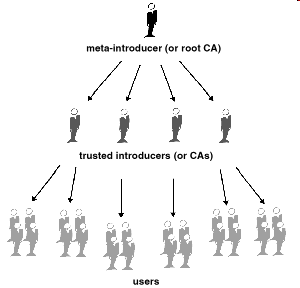 meta-introducer (or root CA)
trusted introducers (or CAs)
users